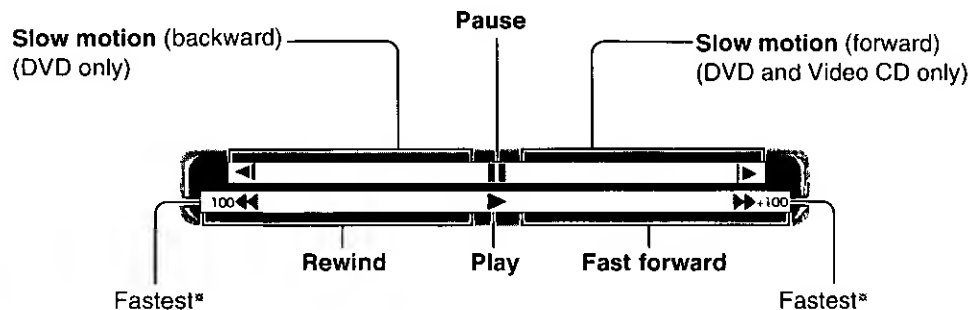 Pause
Slow motion (backward)
(DVD only)
Slow motion (forward)
(DVD and Video CD only)
100
+100
Rewind
Play
Fast forward
Fastest¤
Fastest¤